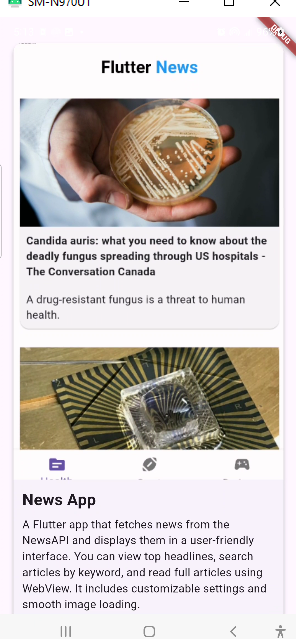 SM-N970U1
DEBUG
Flutter News
Candida auris: what you need to know about the
deadly fungus spreading through US hospitals -
The Conversation Canada
A drug-resistant fungus is a threat to human
health.
Health
News App
A Flutter app that fetches news from the
NewsAPI and displays them in a user-friendly
interface. You can view top headlines, search
articles by keyword, and read full articles using
WebView. It includes customizable settings and
smooth image loading.